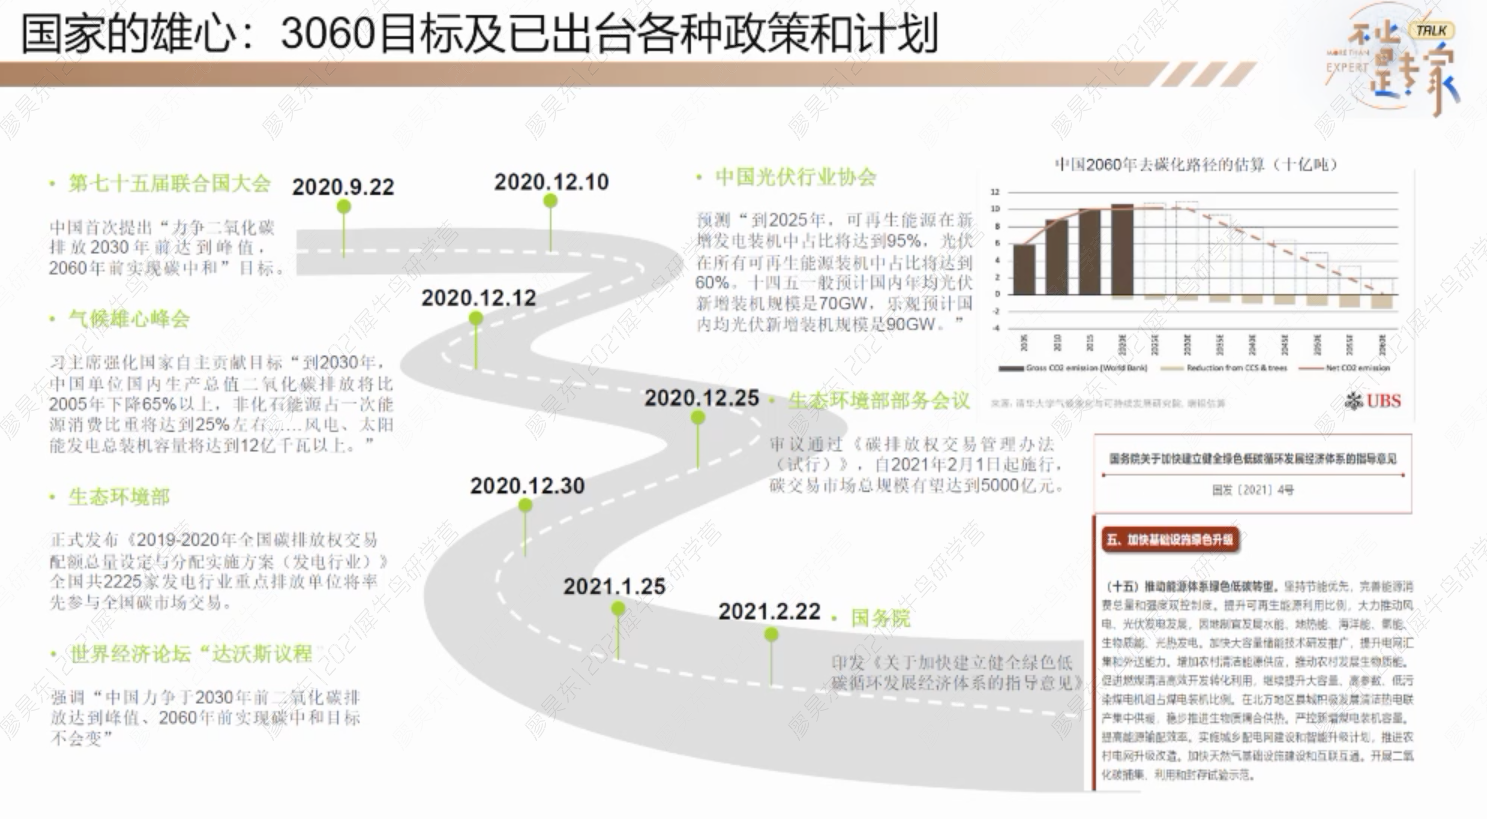 国家的雄心：3060目标及已出台各种政策和计划
不止是专家
TALK
MORE THAN
EXPERT
• 第七十五届联合国大会
中国首次提出“力争二氧化碳
排放2030年前达到峰值，
2060年前实现碳中和”目标。
• 气候雄心峰会
习主席强化国家自主贡献目标“到2030年，
中国单位国内生产总值二氧化碳排放将比
2005年下降65%以上，非化石能源占一次能
源消费比重将达到25%左右……风电、太阳
能发电总装机容量将达到12亿千瓦以上。”
• 生态环境部
正式发布《2019-2020年全国碳排放权交易
配额总量设定与分配实施方案（发电行业）》
全国共2225家发电行业重点排放单位将率
先参与全国碳市场交易。
• 世界经济论坛“达沃斯议程
强调“中国力争于2030年前二氧化碳排
放达到峰值、2060年前实现碳中和目标
不会变”
2020.9.22
2020.12.10
2020.12.12
2020.12.25
2020.12.30
2021.1.25
2021.2.22
• 中国光伏行业协会
预测“到2025年，可再生能源在新
增发电装机中占比将达到95%，光伏
在所有可再生能源装机中占比将达到
60%。十四五一般预计国内年均光伏
新增装机规模是70GW，乐观预计国
内均光伏新增装机规模是90GW。”
• 生态环境部部务会议
审议通过《碳排放权交易管理办法
（试行）》，自2021年2月1日起施行，
碳交易市场总规模有望达到5000亿元。
• 国务院
印发《关于加快建立健全绿色低
碳循环发展经济体系的指导意见》
中国2060年去碳化路径的估算（十亿吨）
12
10
8
6
4
2
0
-2
-4
2005
2010
2015
2020E
2025E
2030E
2035E
2040E
2045E
2050E
2055E
2060E
Gross CO2 emission (World Bank)
Reduction from CCS & trees
Net CO2 emission
来源：清华大学气候变化与可持续发展研究院，瑞银估算
UBS
国务院关于加快建立健全绿色低碳循环发展经济体系的指导意见
国发〔2021〕4号
五、加快基础设施绿色升级
（十五）推动能源体系绿色低碳转型。坚持节能优先，完善能源消
费总量和强度双控制度。提升可再生能源利用比例，大力推动风
电、光伏发电发展，因地制宜发展水能、地热能、海洋能、氢能、
生物质能、光热发电。加快大容量储能技术研发推广，提升电网汇
集和外送能力。增加农村清洁能源供应，推动农村发展生物质能。
促进燃煤清洁高效开发转化利用，继续提升大容量、高参数、低污
染煤电机组占煤电装机比例。在北方地区县城积极发展清洁热电联
产集中供暖，稳步推进生物质耦合供热。严控新增煤电装机容量。
提高能源输配效率。实施城乡配电网建设和智能升级计划，推进农
村电网升级改造。加快天然气基础设施建设和互联互通。开展二氧
化碳捕集、利用和封存试验示范。
廖昊东|2021犀牛鸟研学营